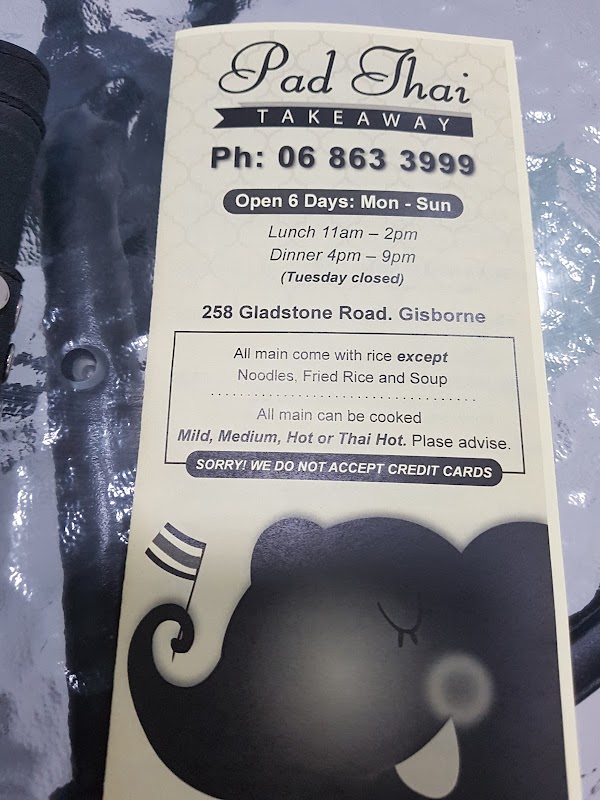 Pad Thai
TAKEAWAY
Ph: 06 863 3999
Open 6 Days: Mon - Sun
Lunch 11am – 2pm
Dinner 4pm – 9pm
(Tuesday closed)
258 Gladstone Road. Gisborne
All main come with rice except
Noodles, Fried Rice and Soup
All main can be cooked
Mild, Medium, Hot or Thai Hot. Plase advise.
SORRY! WE DO NOT ACCEPT CREDIT CARDS